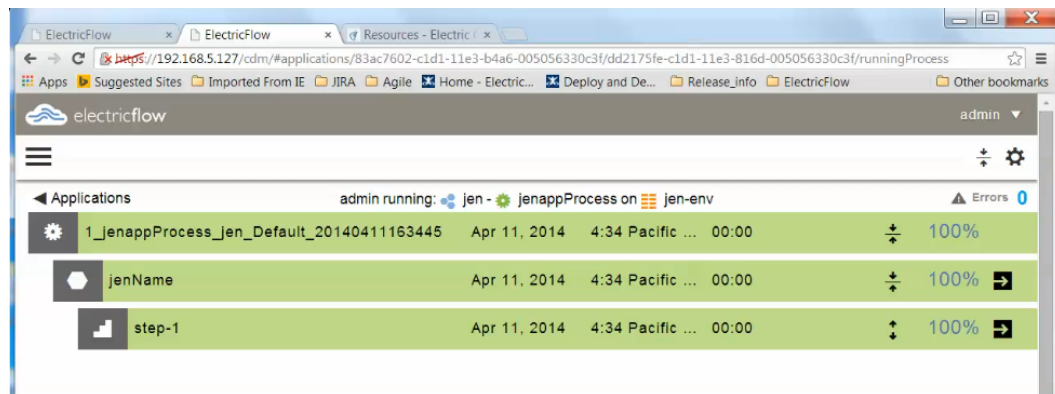 ElectricFlow ElectricFlow Resources - Electric
https://192.168.5.127/cdm/#applications/83ac7602-c1d1-11e3-b4a6-005056330c3f/dd2175fe-c1d1-11e3-816d-005056330c3f/runningProcess
Apps Suggested Sites Imported From IE JIRA Agile Home - Electric... Deploy and De... Release_info ElectricFlow Other bookmarks
electricflow admin
Applications admin running: jen - jenappProcess on jen-env Errors 0
1_jenappProcess_jen_Default_20140411163445 Apr 11, 2014 4:34 Pacific ... 00:00 100%
jenName Apr 11, 2014 4:34 Pacific ... 00:00 100%
step-1 Apr 11, 2014 4:34 Pacific ... 00:00 100%